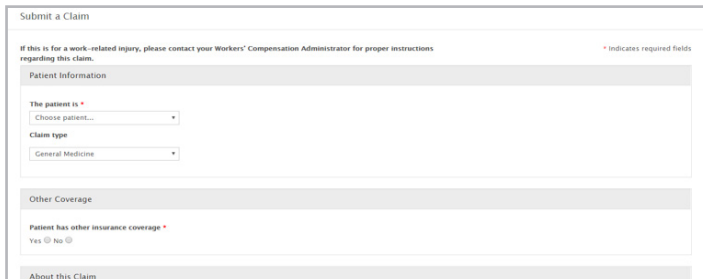 Submit a Claim
If this is for a work-related injury, please contact your Workers' Compensation Administrator for proper instructions
regarding this claim.
* Indicates required fields
Patient Information
The patient is *
Choose patient...
Claim type
General Medicine
Other Coverage
Patient has other insurance coverage *
Yes No
About this Claim